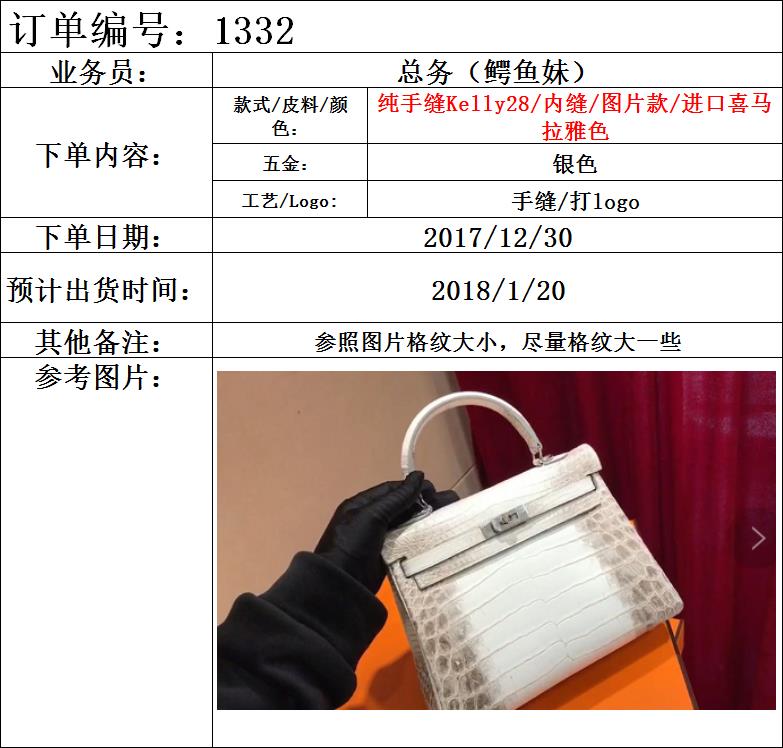 订单编号：1332
业务员：
总务（鳄鱼妹）
下单内容：
款式/皮料/颜
色：
纯手缝Kelly28/内缝/图片款/进口喜马
拉雅色
五金：
银色
工艺/Logo:
手缝/打logo
下单日期：
2017/12/30
预计出货时间：
2018/1/20
其他备注：
参照图片格纹大小，尽量格纹大一些
参考图片：